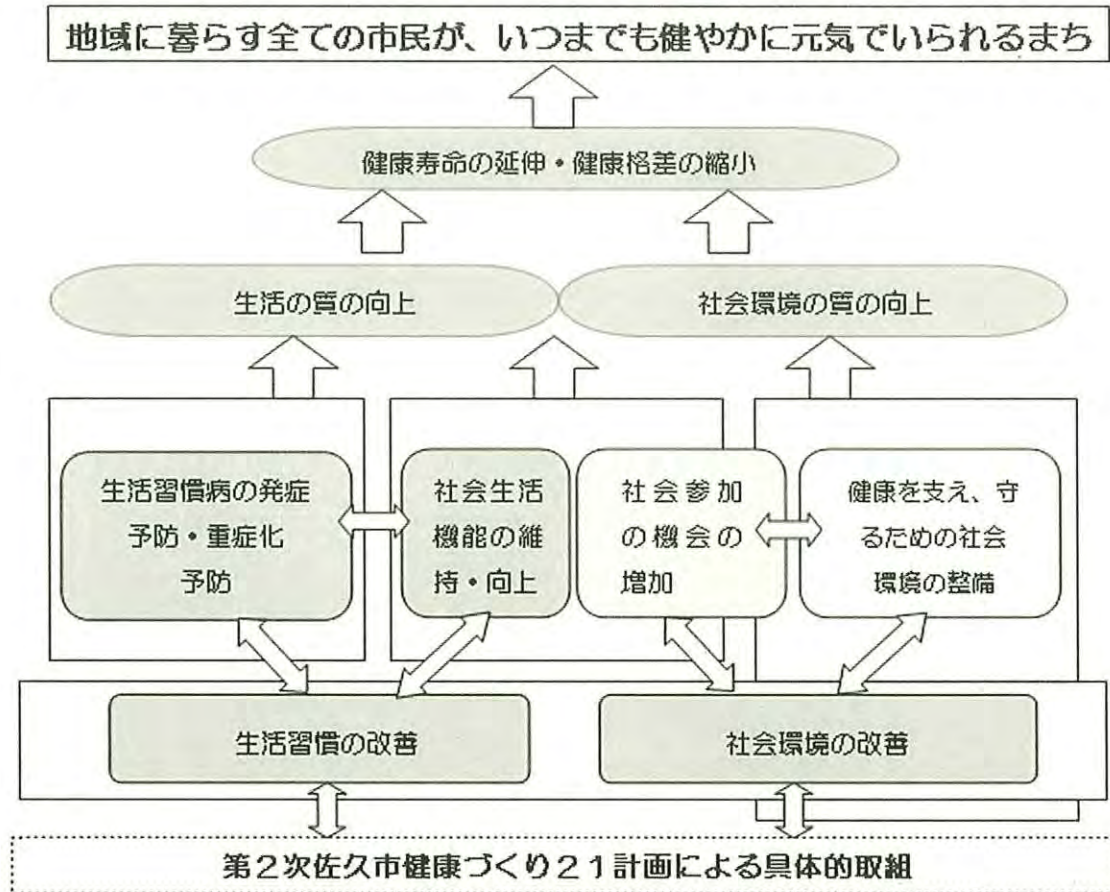 地域に暮らす全ての市民が、いつまでも健やかに元気でいられるまち
健康寿命の延伸・健康格差の縮小
生活の質の向上
社会環境の質の向上
生活習慣病の発症
予防・重症化
予防
社会生活
機能の維
持・向上
社会参加
の機会の
増加
健康を支え、守
るための社会
環境の整備
生活習慣の改善
社会環境の改善
第2次佐久市健康づくり21計画による具体的取組